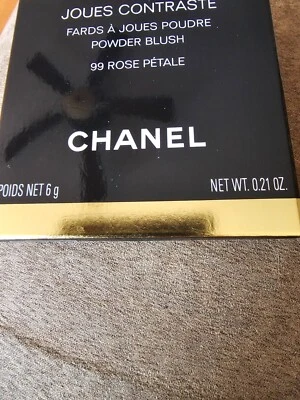 JOUES CONTRASTE
FARDS À JOUES POUDRE
POWDER BLUSH
99 ROSE PÉTALE
CHANEL
POIDS NET 6 g
NET WT. 0.21 OZ.